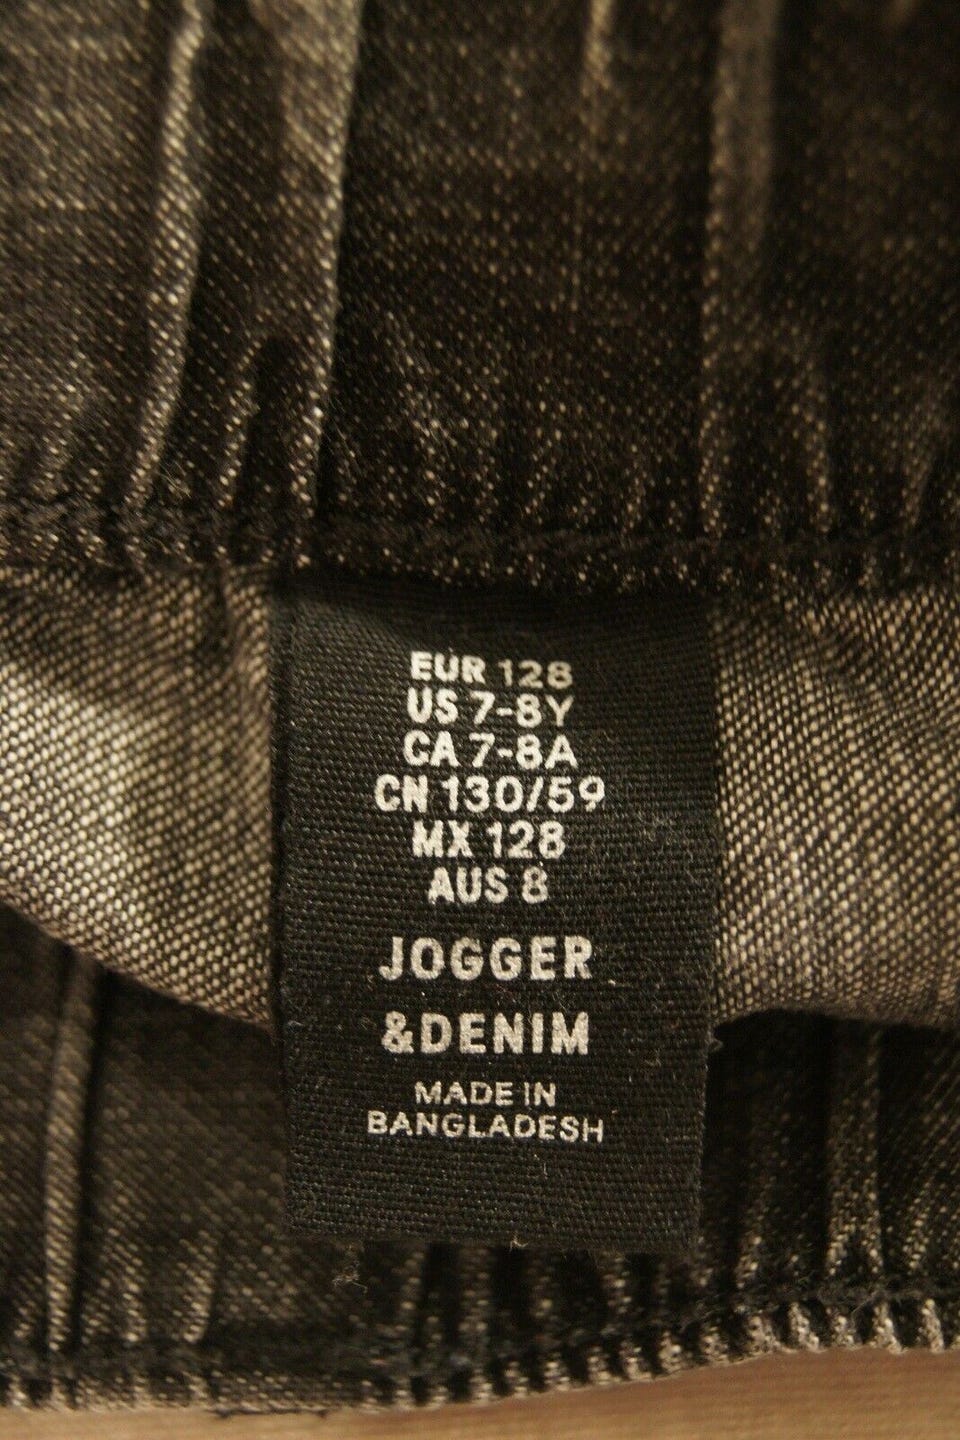 EUR 128
US 7-8Y
CA 7-8A
CN 130/59
MX 128
AUS 8
JOGGER
&DENIM
MADE IN
BANGLADESH